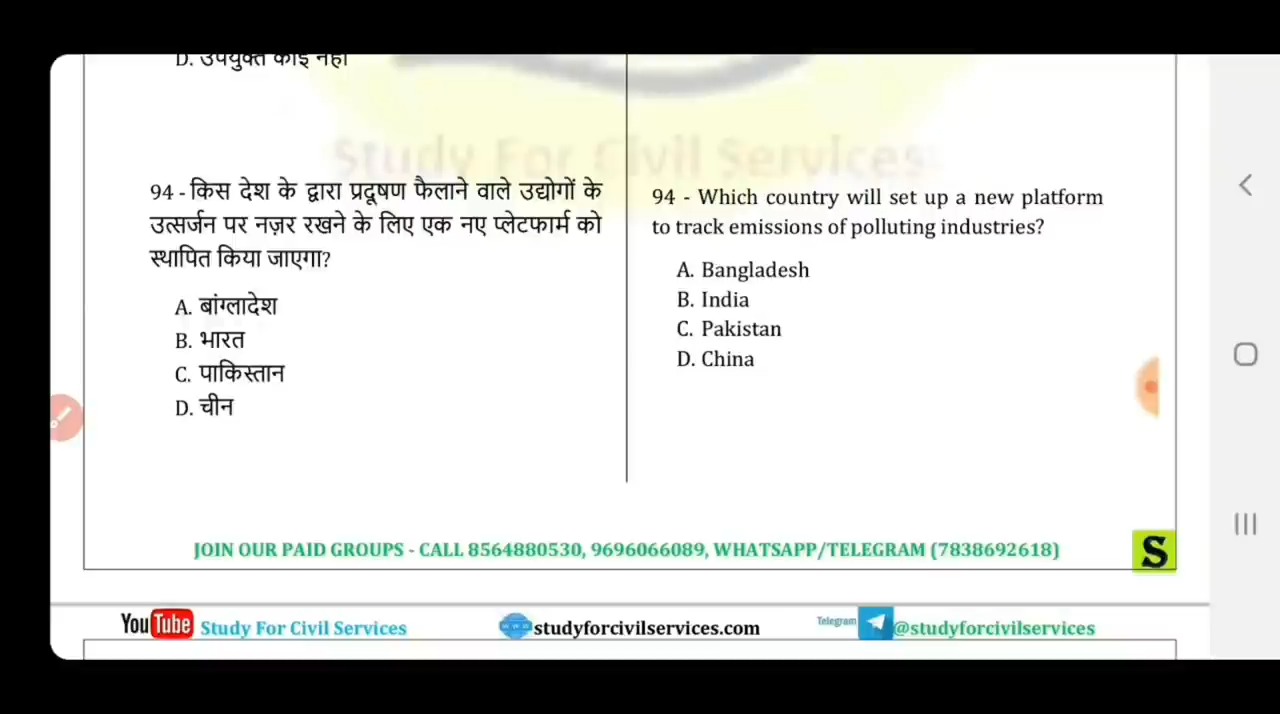 D. उपयुक्त कोई नहीं
Study For Civil Services
94 - किस देश के द्वारा प्रदूषण फैलाने वाले उद्योगों के
उत्सर्जन पर नज़र रखने के लिए एक नए प्लेटफार्म को
स्थापित किया जाएगा?
A. बांग्लादेश
B. भारत
C. पाकिस्तान
D. चीन
94 - Which country will set up a new platform
to track emissions of polluting industries?
A. Bangladesh
B. India
C. Pakistan
D. China
JOIN OUR PAID GROUPS - CALL 8564880530, 9696066089, WHATSAPP/TELEGRAM (7838692618)
S
YouTube Study For Civil Services
www studyforcivilservices.com
Telegram @studyforcivilservices